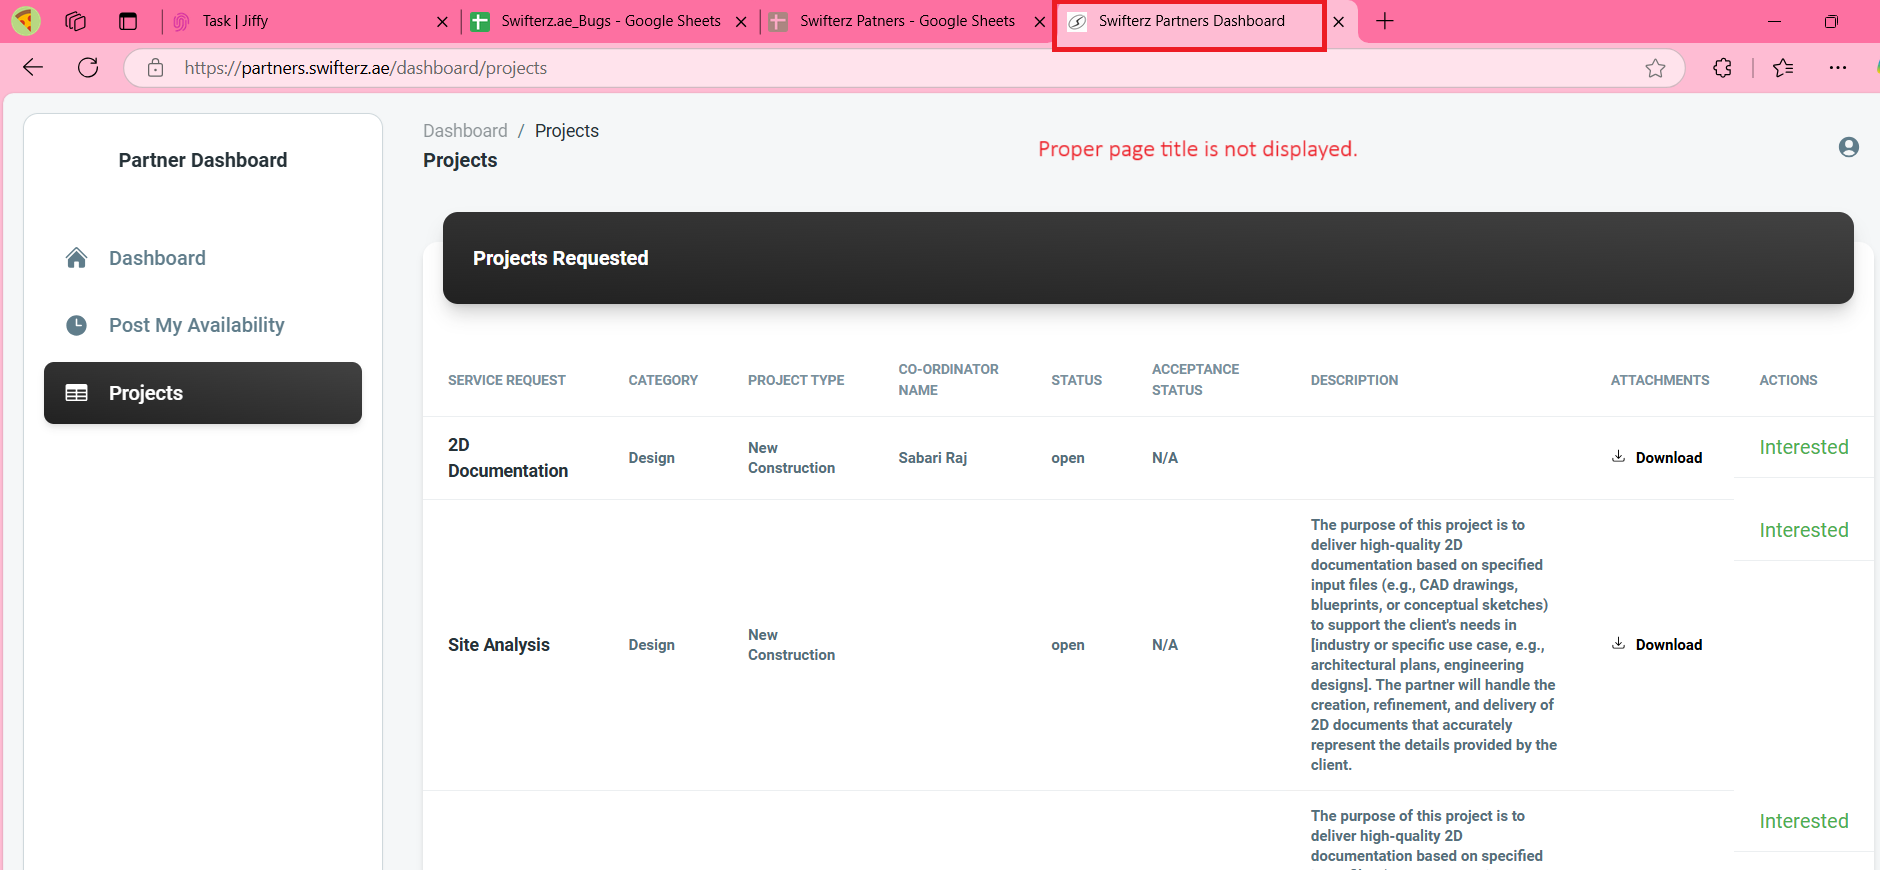 Task | Jiffy
Swifterz.ae_Bugs - Google Sheets
Swifterz Patners - Google Sheets
Swifterz Partners Dashboard
https://partners.swifterz.ae/dashboard/projects
Partner Dashboard
Dashboard
Post My Availability
Projects
Dashboard / Projects
Projects
Proper page title is not displayed.
Projects Requested
SERVICE REQUEST
CATEGORY
PROJECT TYPE
CO-ORDINATOR
NAME
STATUS
ACCEPTANCE
STATUS
DESCRIPTION
ATTACHMENTS
ACTIONS
2D
Documentation
Design
New
Construction
Sabari Raj
open
N/A
Download
Interested
Site Analysis
Design
New
Construction
open
N/A
The purpose of this project is to
deliver high-quality 2D
documentation based on specified
input files (e.g., CAD drawings,
blueprints, or conceptual sketches)
to support the client's needs in
[industry or specific use case, e.g.,
architectural plans, engineering
designs]. The partner will handle the
creation, refinement, and delivery of
2D documents that accurately
represent the details provided by the
client.
Download
Interested
The purpose of this project is to
deliver high-quality 2D
documentation based on specified
Interested